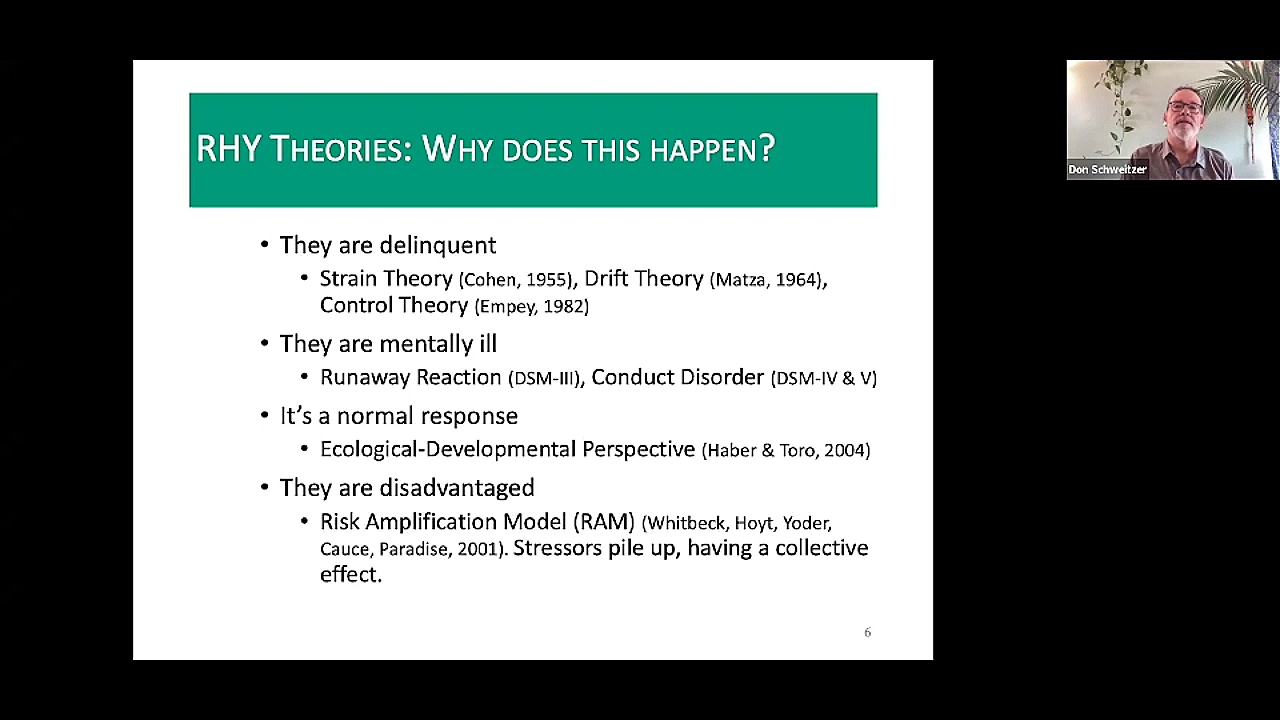 RHY THEORIES: WHY DOES THIS HAPPEN?
• They are delinquent
• Strain Theory (Cohen, 1955), Drift Theory (Matza, 1964),
Control Theory (Empey, 1982)
• They are mentally ill
• Runaway Reaction (DSM-III), Conduct Disorder (DSM-IV & V)
• It's a normal response
• Ecological-Developmental Perspective (Haber & Toro, 2004)
• They are disadvantaged
• Risk Amplification Model (RAM) (Whitbeck, Hoyt, Yoder,
Cauce, Paradise, 2001). Stressors pile up, having a collective
effect.
6
Don Schweitzer